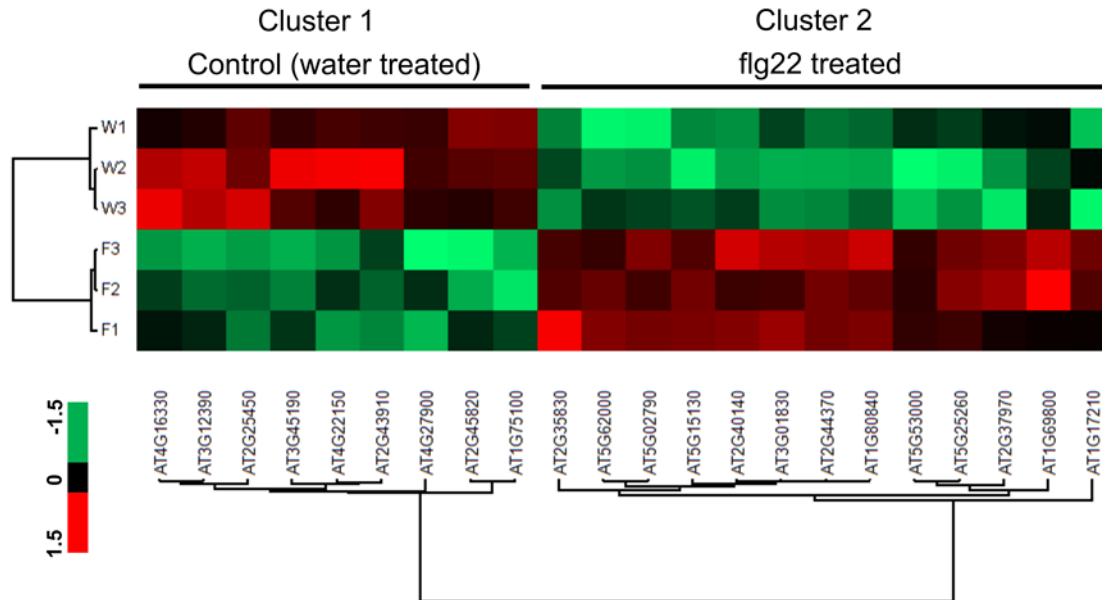 Cluster 1
Cluster 2
Control (water treated)
flg22 treated
W1
W2
W3
F3
F2
F1
-1.5
0
1.5
AT4G16330
AT3G12390
AT2G25450
AT3G45190
AT4G22150
AT2G43910
AT4G27900
AT2G45820
AT1G75100
AT2G35830
AT5G62000
AT5G02790
AT5G15130
AT2G40140
AT3G01830
AT2G44370
AT1G80840
AT5G53000
AT5G25260
AT2G37970
AT1G69800
AT1G17210